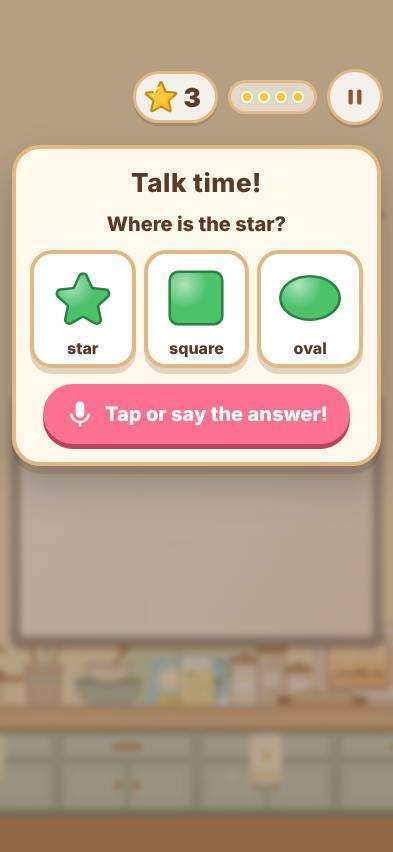 3
Talk time!
Where is the star?
star
square
oval
Tap or say the answer!